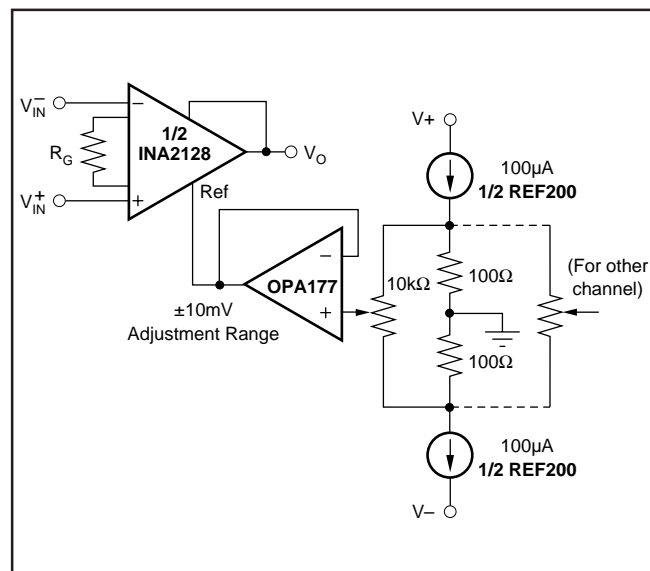 V−IN
RG
V+IN
−
+
1/2
INA2128
VO
Ref
−
+
OPA177
±10mV
Adjustment Range
V+
100µA
1/2 REF200
10kΩ
100Ω
100Ω
(For other
channel)
100µA
1/2 REF200
V–